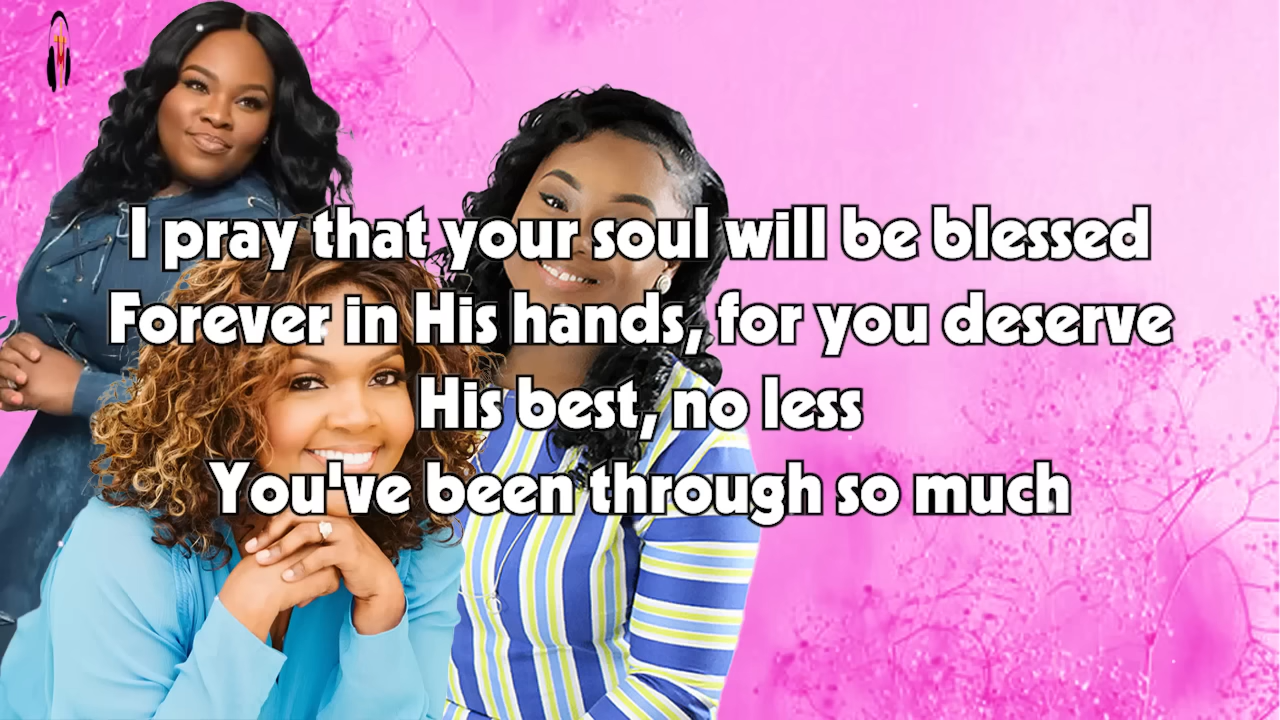 I pray that your soul will be blessed
Forever in His hands, for you deserve
His best, no less
You've been through so much